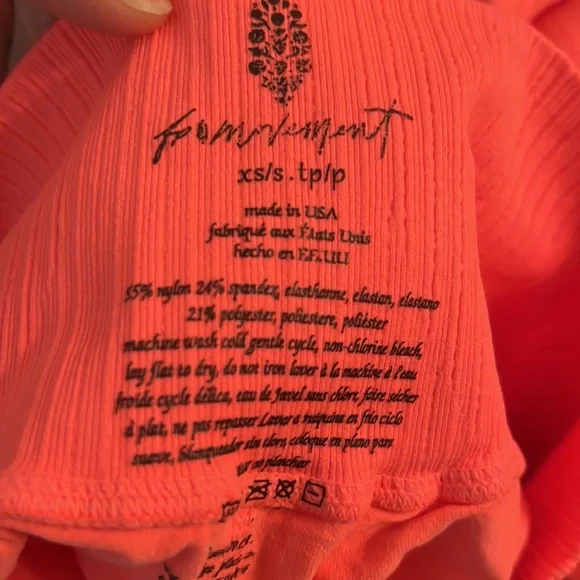 fp movement
xs/s . tp/p
made in USA
fabriqué aux États Unis
hecho en EE.UU
55% nylon 24% spandex, elasthanne, elastan, elastano
21% polyester, poliestere, poliéster
machine wash cold gentle cycle, non-chlorine bleach,
lay flat to dry, do not iron laver à la machine à l'eau
froide cycle délica, eau de Javel sans chlore, faire sécher
à plat, ne pas repasser Lavar a máquina en frío ciclo
suave, blanqueador sin cloro, coloque en plano para